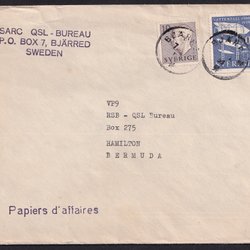 SARC QSL-BUREAU
P.O. BOX 7, BJÄRRED
SWEDEN
SVERIGE
SVERIGE
VP9
RSB - QSL Bureau
Box 275
HAMILTON
BERMUDA
Papiers d'affaires